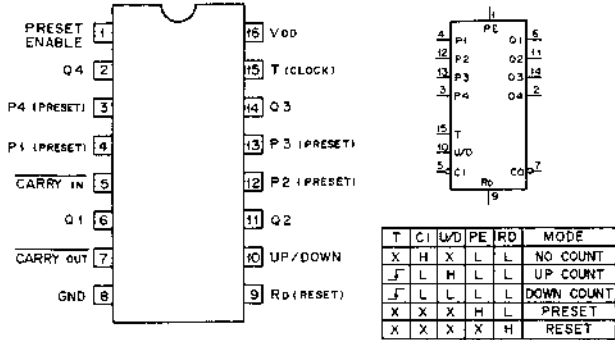 PRESET ENABLE 1
Q4 2
P4 (PRESET) 3
P1 (PRESET) 4
CARRY IN 5
Q1 6
CARRY OUT 7
GND 8
16 VDD
15 T (CLOCK)
14 Q3
13 P3 (PRESET)
12 P2 (PRESET)
11 Q2
10 UP/DOWN
9 RD (RESET)
1
PE
4 P1 Q1 6
12 P2 Q2 11
13 P3 Q3 14
3 P4 Q4 2
15 T
10 U/D
5 CI CO 7
RD
9
T CI U/D PE RD MODE
X H X L L NO COUNT
L H L L UP COUNT
L L L L DOWN COUNT
X X X H L PRESET
X X X X H RESET